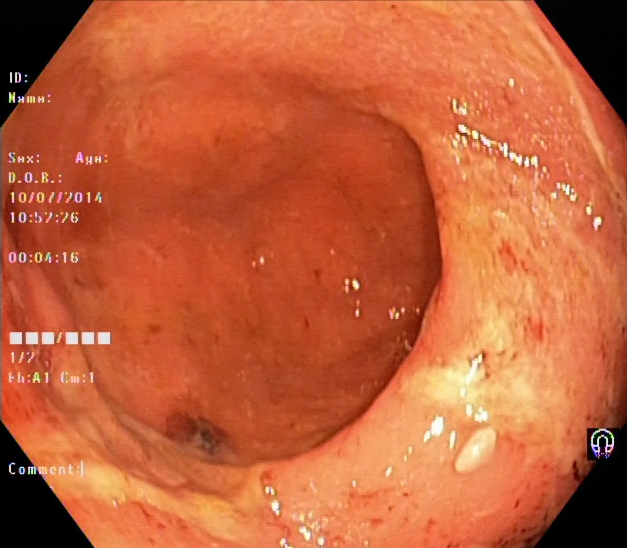 ID:
Name:
Sex: Age:
D.O.B.:
10/07/2014
10:52:26
00:04:16
■■■/■■■
1/2
Eh:A1 Cm:1
Comment: